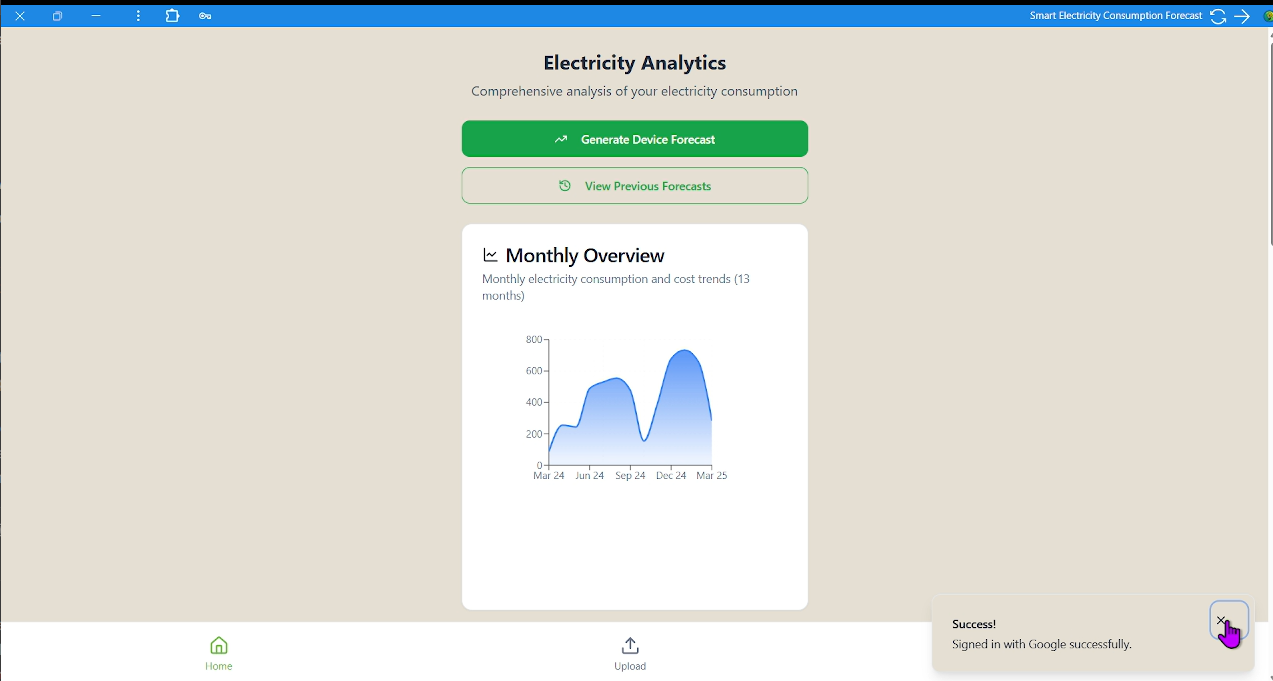 Smart Electricity Consumption Forecast
Electricity Analytics
Comprehensive analysis of your electricity consumption
Generate Device Forecast
View Previous Forecasts
Monthly Overview
Monthly electricity consumption and cost trends (13
months)
800
600
400
200
0
Mar 24 Jun 24 Sep 24 Dec 24 Mar 25
Success!
Signed in with Google successfully.
Home
Upload